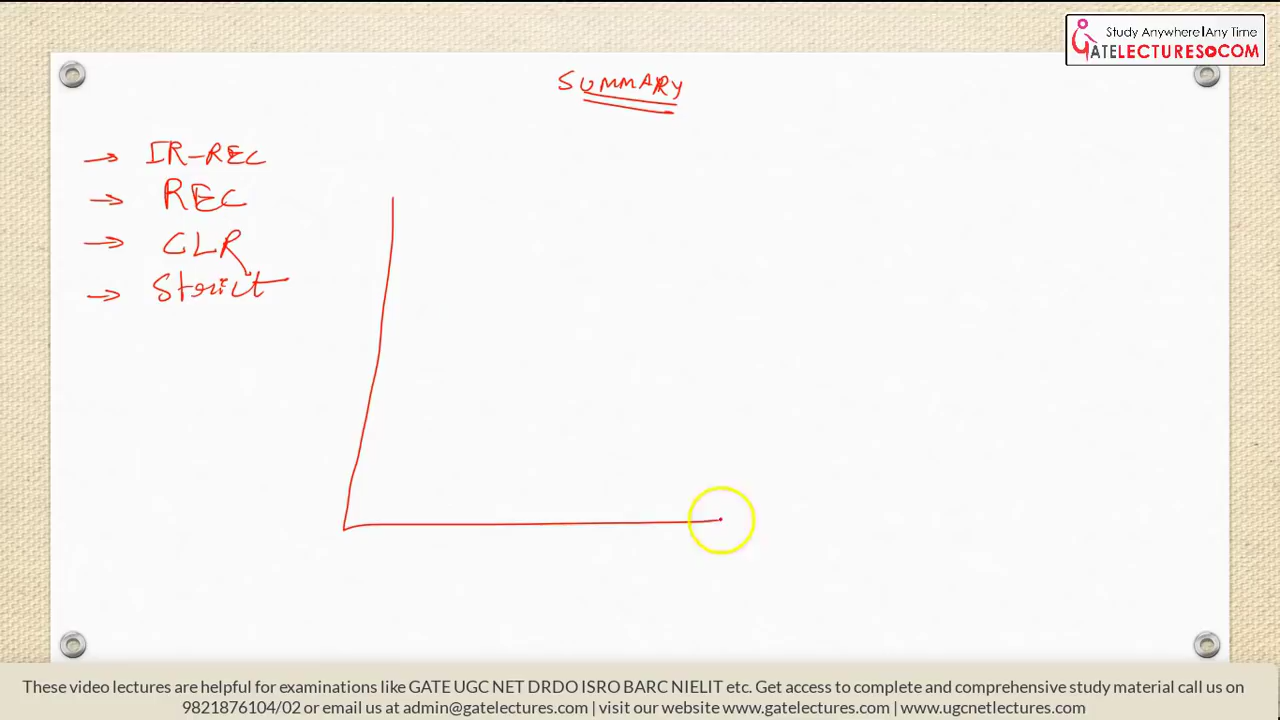 Study Anywhere|Any Time
GATELECTURES.COM
SUMMARY
→ IR-REC
→ REC
→ CLR
→ Strict
These video lectures are helpful for examinations like GATE UGC NET DRDO ISRO BARC NIELIT etc. Get access to complete and comprehensive study material call us on
9821876104/02 or email us at admin@gatelectures.com | visit our website www.gatelectures.com | www.ugcnetlectures.com